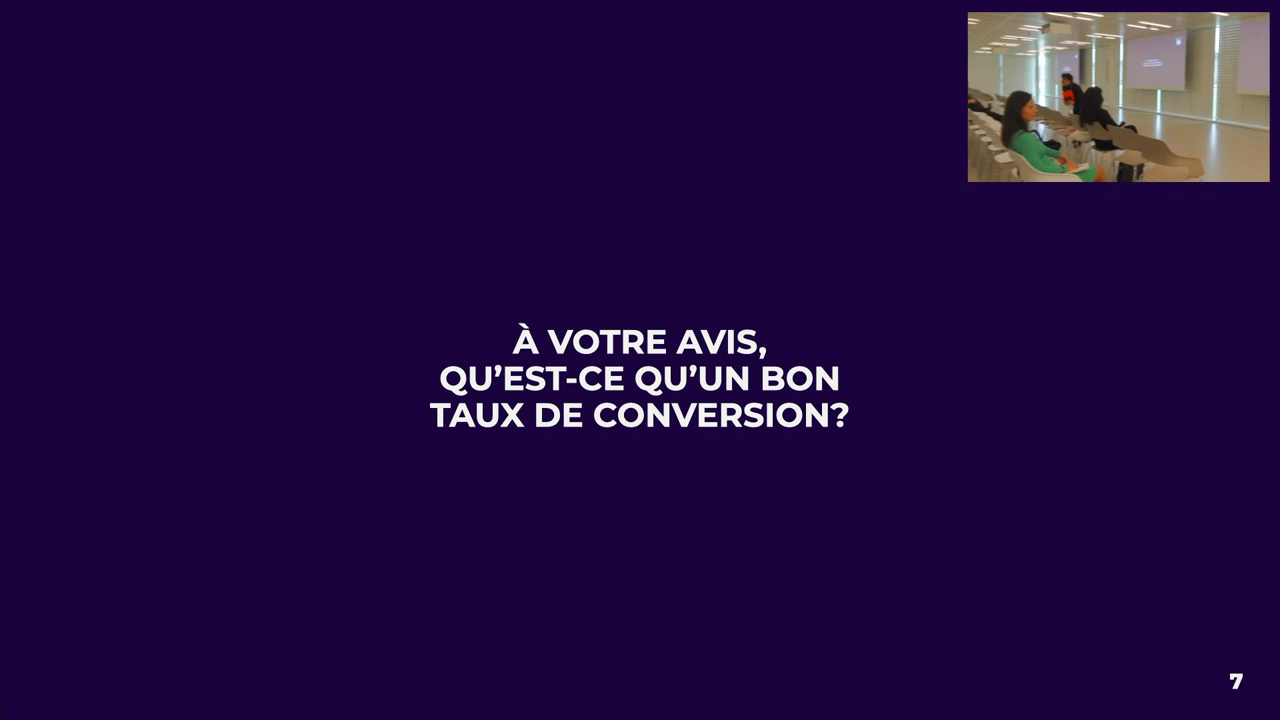 À VOTRE AVIS,
QU’EST-CE QU’UN BON
TAUX DE CONVERSION?
7